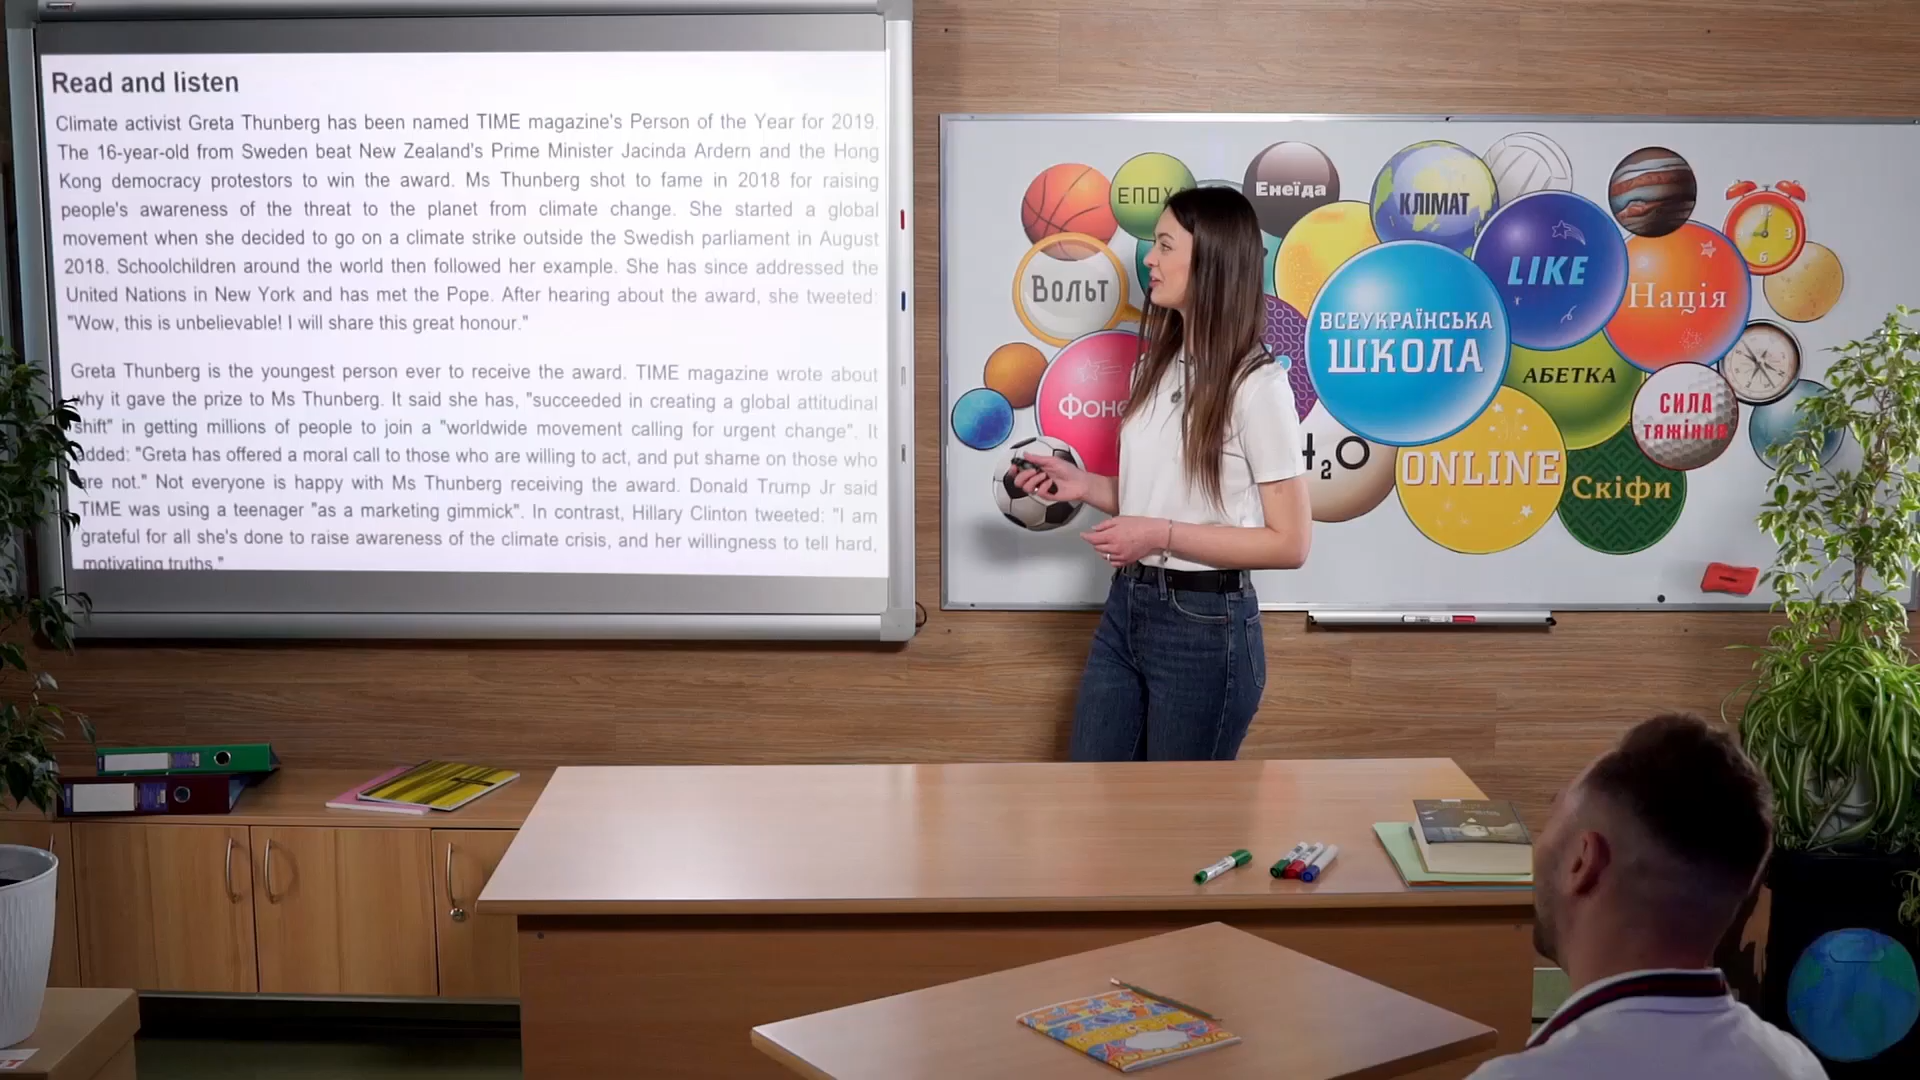 Read and listen
Climate activist Greta Thunberg has been named TIME magazine's Person of the Year for 2019.
The 16-year-old from Sweden beat New Zealand's Prime Minister Jacinda Ardern and the Hong
Kong democracy protestors to win the award. Ms Thunberg shot to fame in 2018 for raising
people's awareness of the threat to the planet from climate change. She started a global
movement when she decided to go on a climate strike outside the Swedish parliament in August
2018. Schoolchildren around the world then followed her example. She has since addressed the
United Nations in New York and has met the Pope. After hearing about the award, she tweeted:
"Wow, this is unbelievable! I will share this great honour."
Greta Thunberg is the youngest person ever to receive the award. TIME magazine wrote about
why it gave the prize to Ms Thunberg. It said she has, "succeeded in creating a global attitudinal
shift" in getting millions of people to join a "worldwide movement calling for urgent change". It
added: "Greta has offered a moral call to those who are willing to act, and put shame on those who
are not." Not everyone is happy with Ms Thunberg receiving the award. Donald Trump Jr said
TIME was using a teenager "as a marketing gimmick". In contrast, Hillary Clinton tweeted: "I am
grateful for all she's done to raise awareness of the climate crisis, and her willingness to tell hard,
motivating truths."
ЕПОХ
Енеїда
КЛІМАТ
Вольт
LIKE
Нація
ВСЕУКРАЇНСЬКА
ШКОЛА
АБЕТКА
Фоне
СИЛА
ТЯЖІННЯ
H₂O
ONLINE
Скіфи